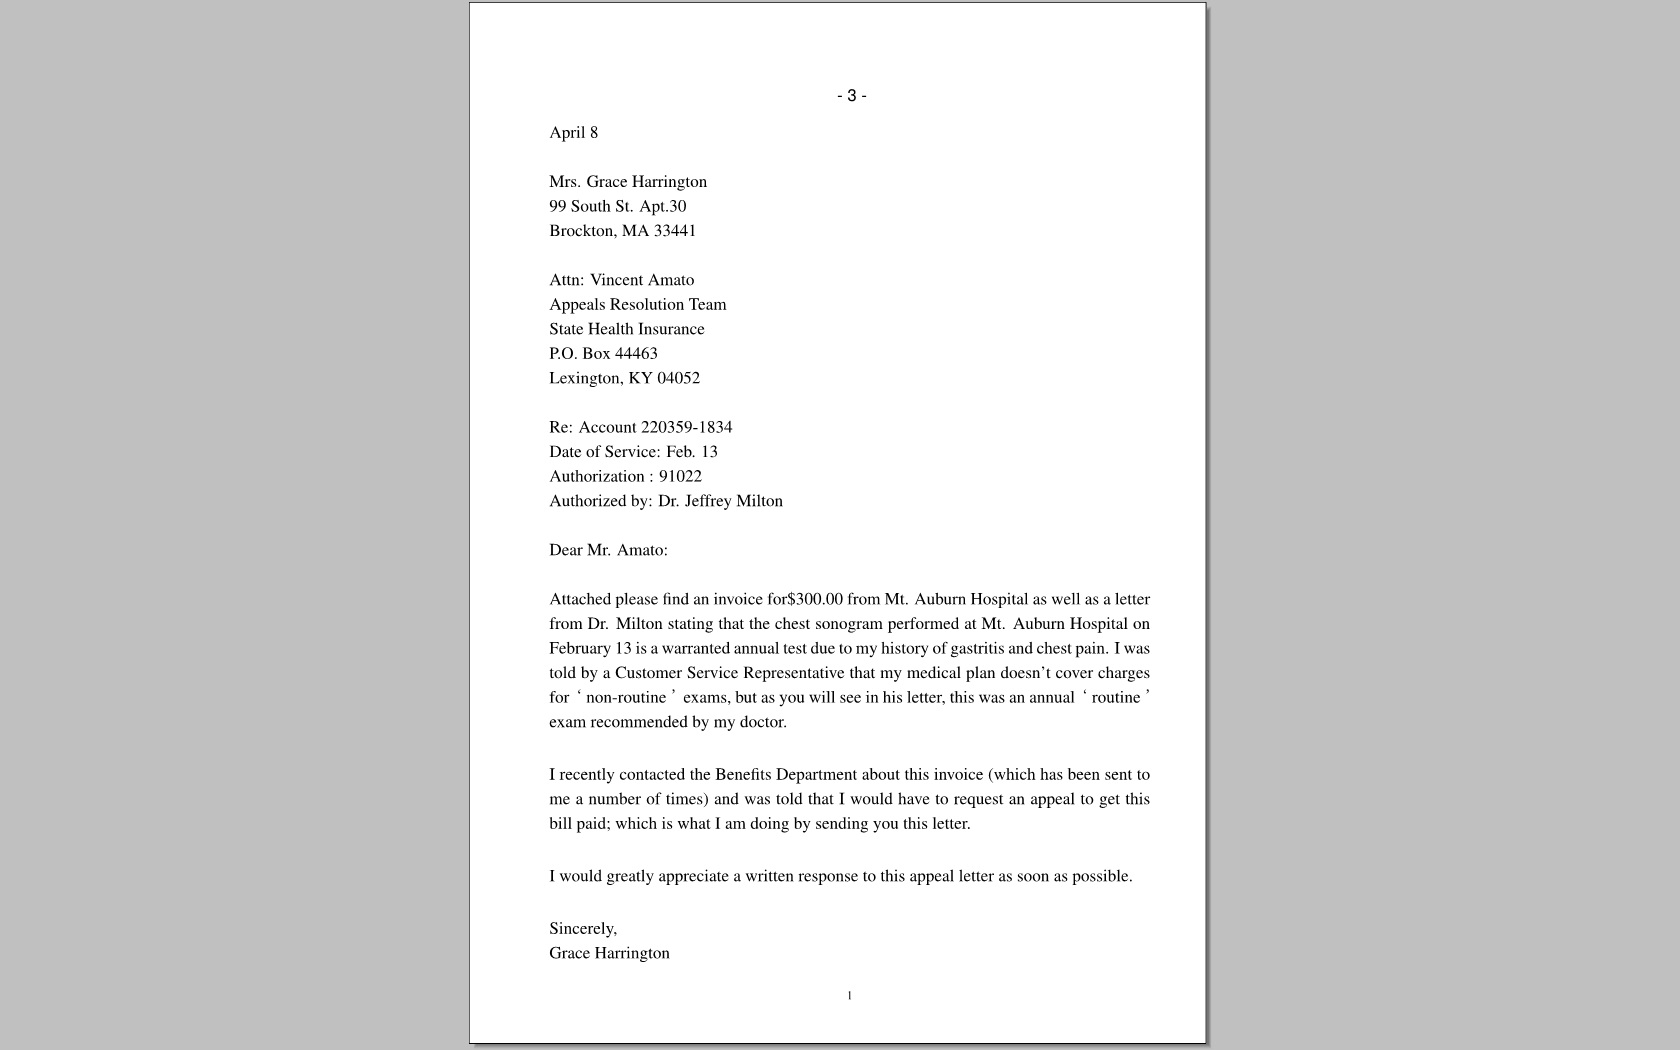 - 3 -
April 8
Mrs. Grace Harrington
99 South St. Apt.30
Brockton, MA 33441
Attn: Vincent Amato
Appeals Resolution Team
State Health Insurance
P.O. Box 44463
Lexington, KY 04052
Re: Account 220359-1834
Date of Service: Feb. 13
Authorization : 91022
Authorized by: Dr. Jeffrey Milton
Dear Mr. Amato:
Attached please find an invoice for$300.00 from Mt. Auburn Hospital as well as a letter
from Dr. Milton stating that the chest sonogram performed at Mt. Auburn Hospital on
February 13 is a warranted annual test due to my history of gastritis and chest pain. I was
told by a Customer Service Representative that my medical plan doesn’t cover charges
for ‘ non-routine ’ exams, but as you will see in his letter, this was an annual ‘ routine ’
exam recommended by my doctor.
I recently contacted the Benefits Department about this invoice (which has been sent to
me a number of times) and was told that I would have to request an appeal to get this
bill paid; which is what I am doing by sending you this letter.
I would greatly appreciate a written response to this appeal letter as soon as possible.
Sincerely,
Grace Harrington
1